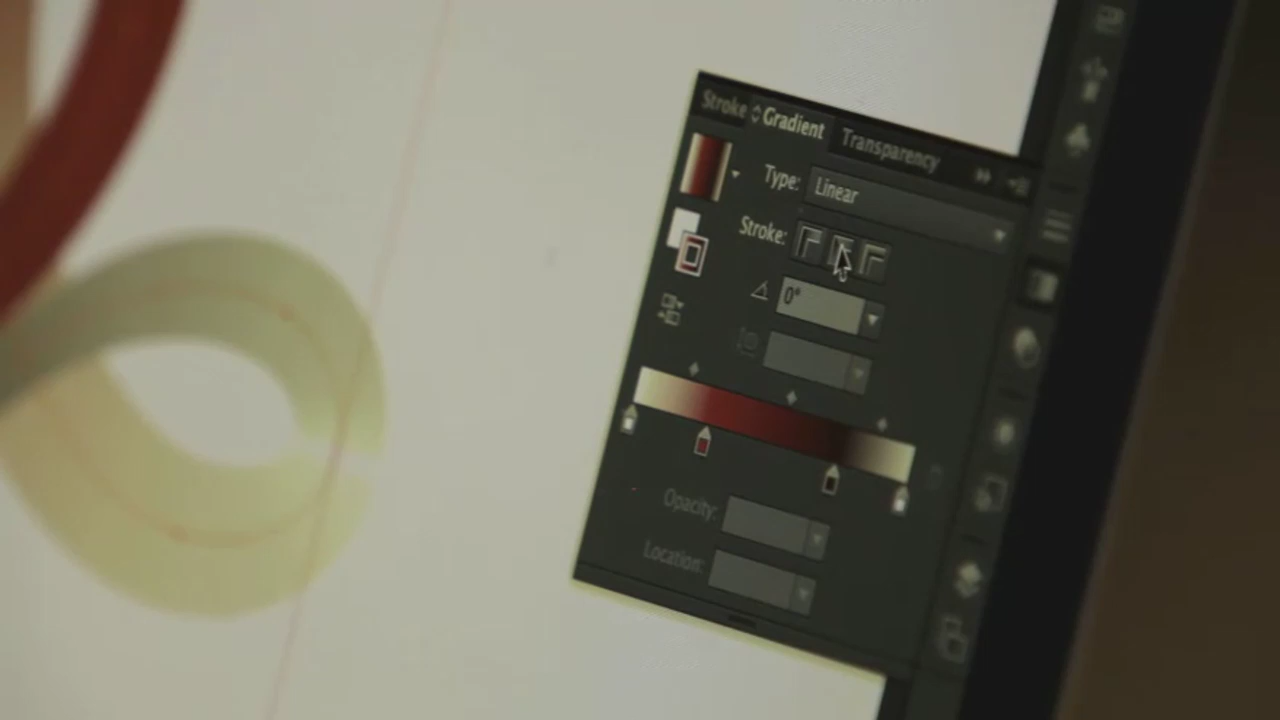 Stroke Gradient Transparency
Type: Linear
Stroke:
0°
Opacity:
Location: